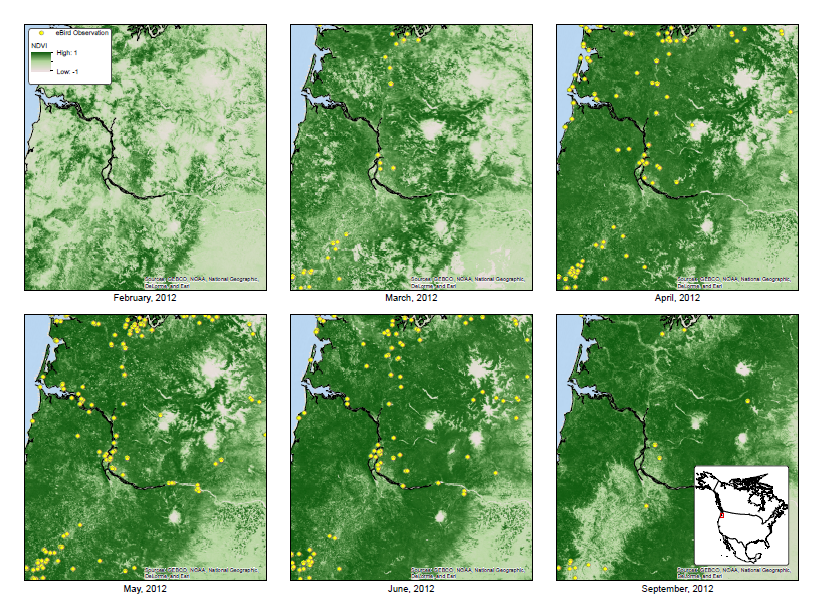 eBird Observation
NDVI
High: 1
Low: -1
Sources: GEBCO, NOAA, National Geographic,
DeLorme, and Esri
February, 2012
Sources: GEBCO, NOAA, National Geographic,
DeLorme, and Esri
March, 2012
Sources: GEBCO, NOAA, National Geographic,
DeLorme, and Esri
April, 2012
Sources: GEBCO, NOAA, National Geographic,
DeLorme, and Esri
May, 2012
Sources: GEBCO, NOAA, National Geographic,
DeLorme, and Esri
June, 2012
Sources: GEBCO, NOAA, National Geographic,
DeLorme, and Esri
September, 2012